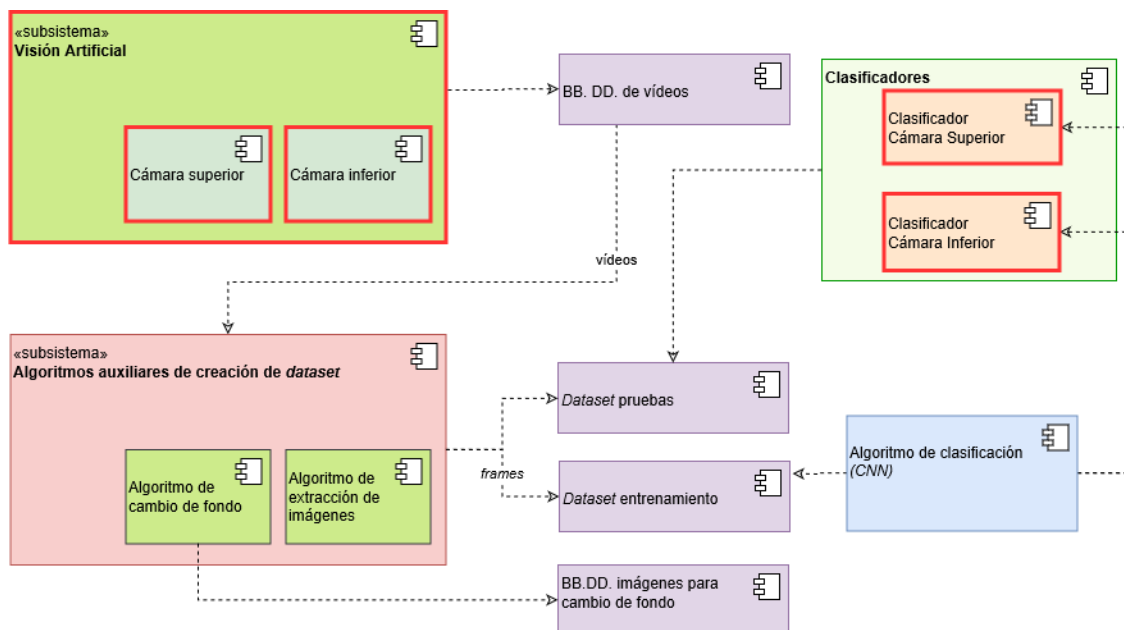 «subsistema»
Visión Artificial
Cámara superior
Cámara inferior
BB. DD. de vídeos
Clasificadores
Clasificador
Cámara Superior
Clasificador
Cámara Inferior
vídeos
«subsistema»
Algoritmos auxiliares de creación de dataset
Algoritmo de
cambio de fondo
Algoritmo de
extracción de
imágenes
frames
Dataset pruebas
Dataset entrenamiento
BB.DD. imágenes para
cambio de fondo
Algoritmo de clasificación
(CNN)